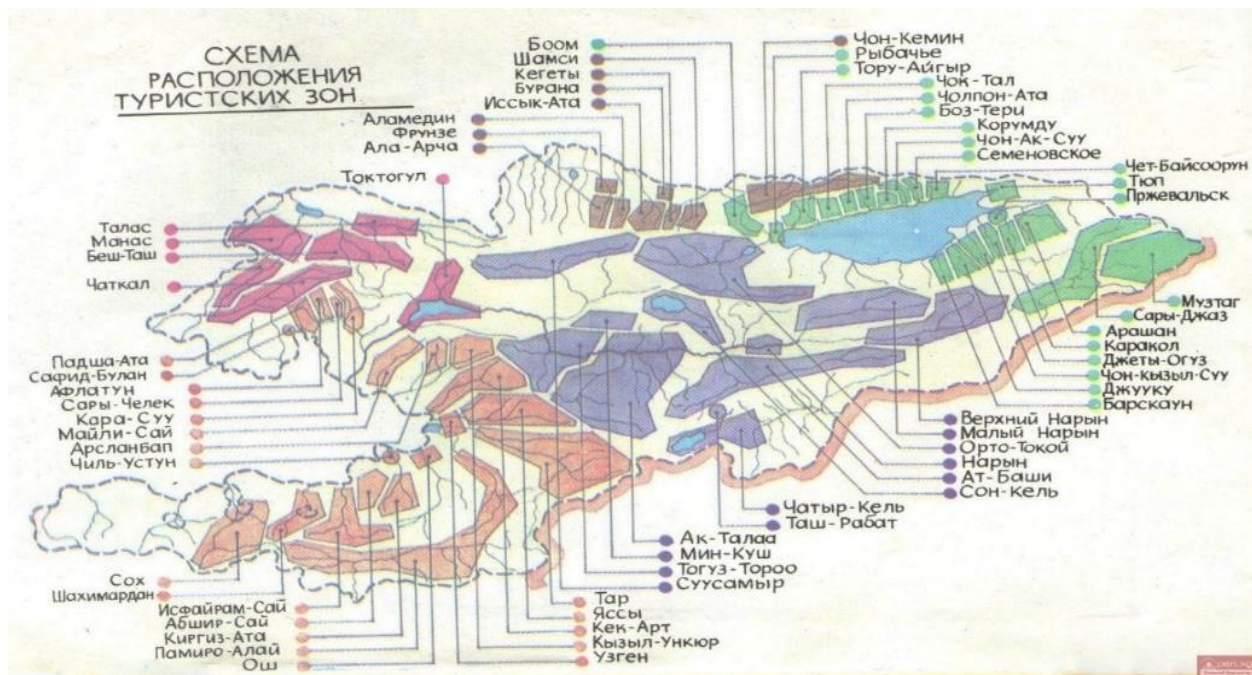 СХЕМА
РАСПОЛОЖЕНИЯ
ТУРИСТСКИХ ЗОН
Боом
Шамси
Кегеты
Бурана
Иссык-Ата
Аламедин
Фрунзе
Ала-Арча
Токтогул
Чон-Кемин
Рыбачье
Тору-Айгыр
Чок-Тал
Чолпон-Ата
Боз-Тери
Корумду
Чон-Ак-Суу
Семеновское
Чет-Байсоорун
Тюп
Пржевальск
Талас
Манас
Беш-Таш
Чаткал
Падша-Ата
Сафид-Булан
Афлатун
Сары-Челек
Кара-Суу
Майли-Сай
Арсланбап
Чиль-Устун
Музтаг
Сары-Джаз
Арашан
Каракол
Джеты-Огуз
Чон-Кызыл-Суу
Джууку
Барскаун
Верхний Нарын
Малый Нарын
Орто-Токой
Нарын
Ат-Баши
Сон-Кель
Чатыр-Кель
Таш-Рабат
Ак-Талаа
Мин-Куш
Тогуз-Тороо
Суусамыр
Сох
Шахимардан
Исфайрам-Сай
Абшир-Сай
Киргиз-Ата
Памиро-Алай
Ош
Тар
Яссы
Кек-Арт
Кызыл-Ункюр
Узген